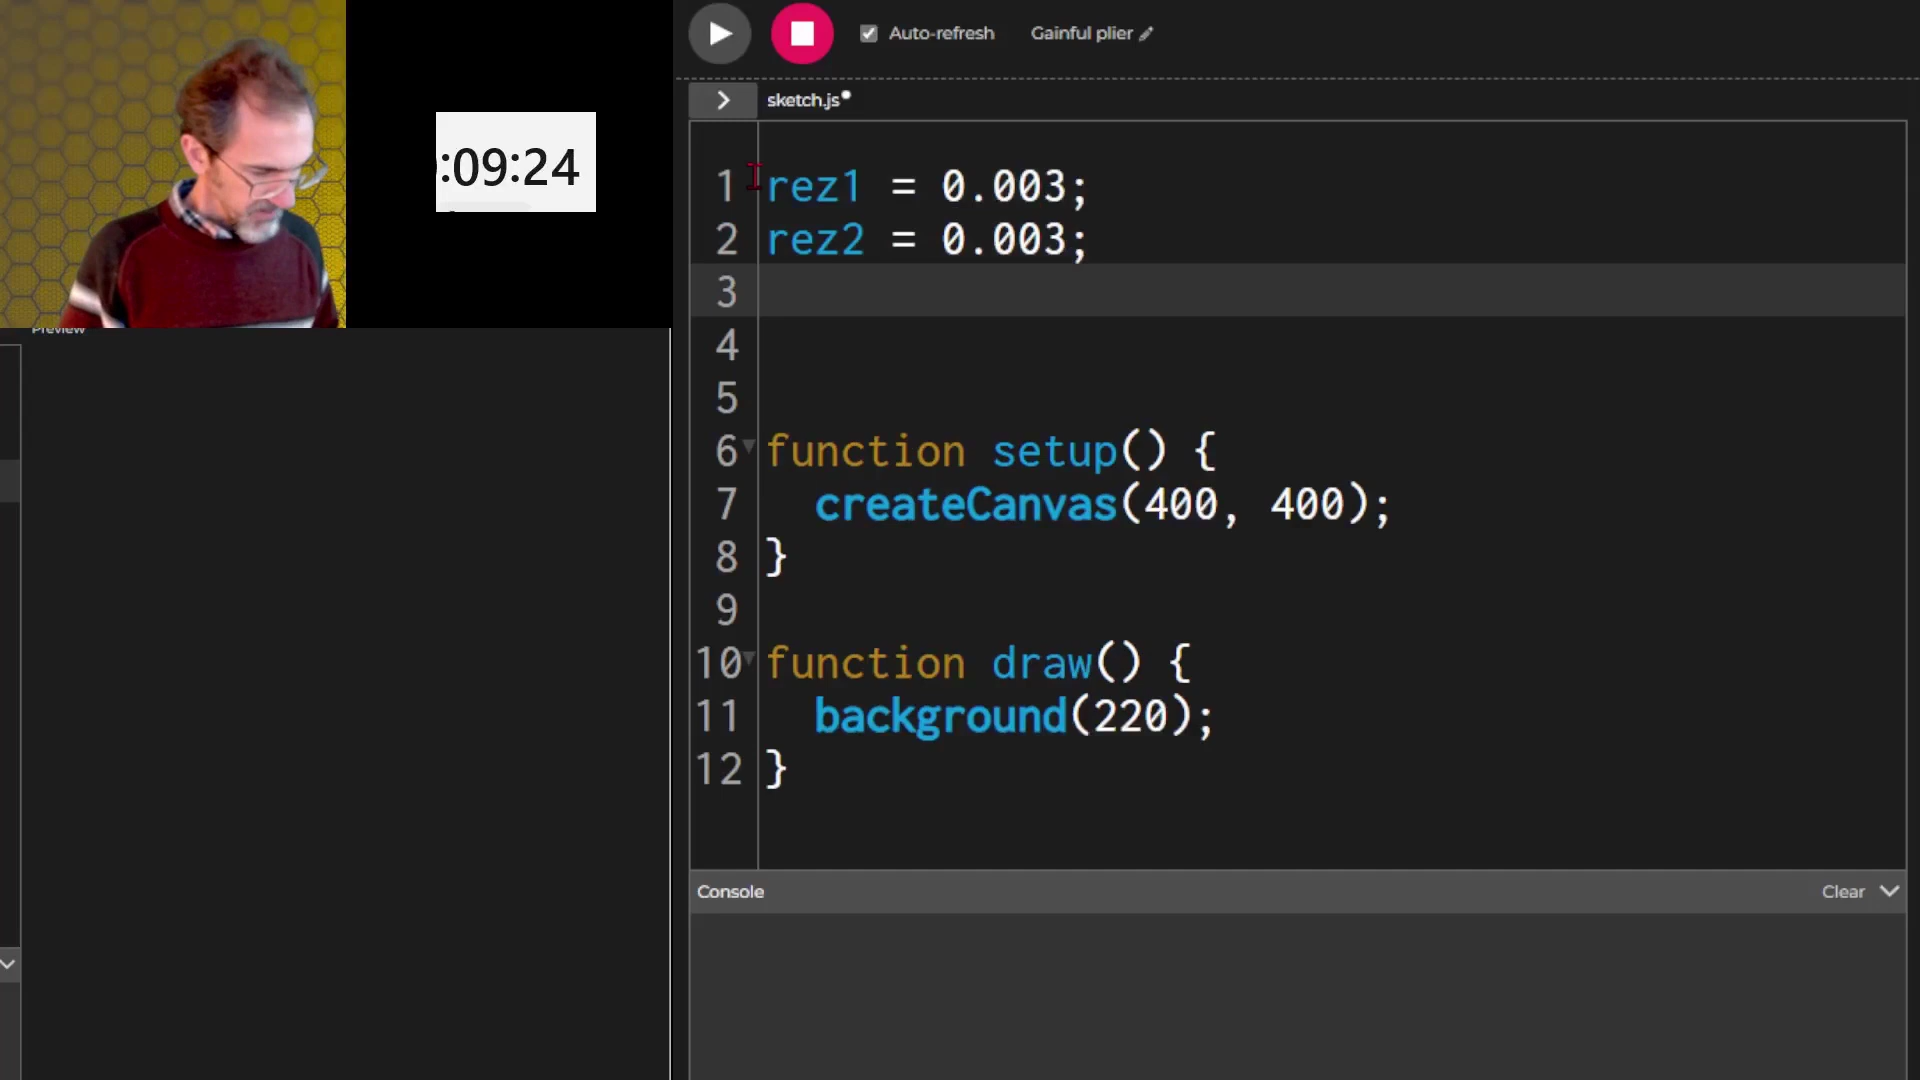 Auto-refresh Gainful plier
sketch.js
:09:24
Preview
1 rez1 = 0.003;
2 rez2 = 0.003;
3
4
5
6 function setup() {
7 createCanvas(400, 400);
8 }
9
10 function draw() {
11 background(220);
12 }
Console Clear